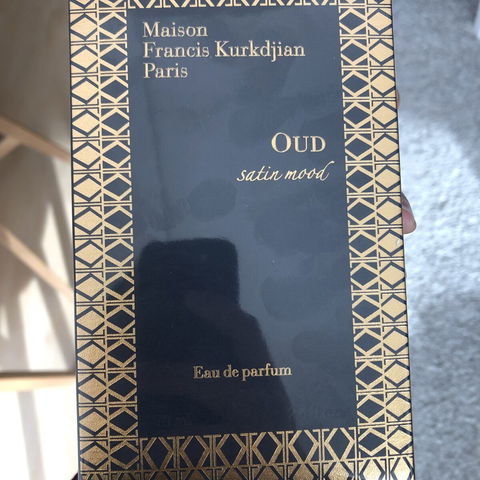 Maison
Francis Kurkdjian
Paris
OUD
satin mood
Eau de parfum